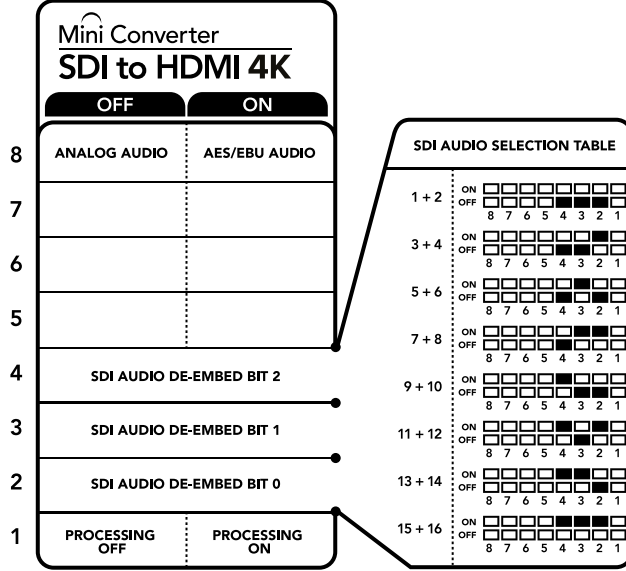 Mini Converter
SDI to HDMI 4K
OFF ON
8 ANALOG AUDIO AES/EBU AUDIO
7
6
5
4 SDI AUDIO DE-EMBED BIT 2
3 SDI AUDIO DE-EMBED BIT 1
2 SDI AUDIO DE-EMBED BIT 0
1 PROCESSING OFF PROCESSING ON
SDI AUDIO SELECTION TABLE
1 + 2 ON
OFF
8 7 6 5 4 3 2 1
3 + 4 ON
OFF
8 7 6 5 4 3 2 1
5 + 6 ON
OFF
8 7 6 5 4 3 2 1
7 + 8 ON
OFF
8 7 6 5 4 3 2 1
9 + 10 ON
OFF
8 7 6 5 4 3 2 1
11 + 12 ON
OFF
8 7 6 5 4 3 2 1
13 + 14 ON
OFF
8 7 6 5 4 3 2 1
15 + 16 ON
OFF
8 7 6 5 4 3 2 1